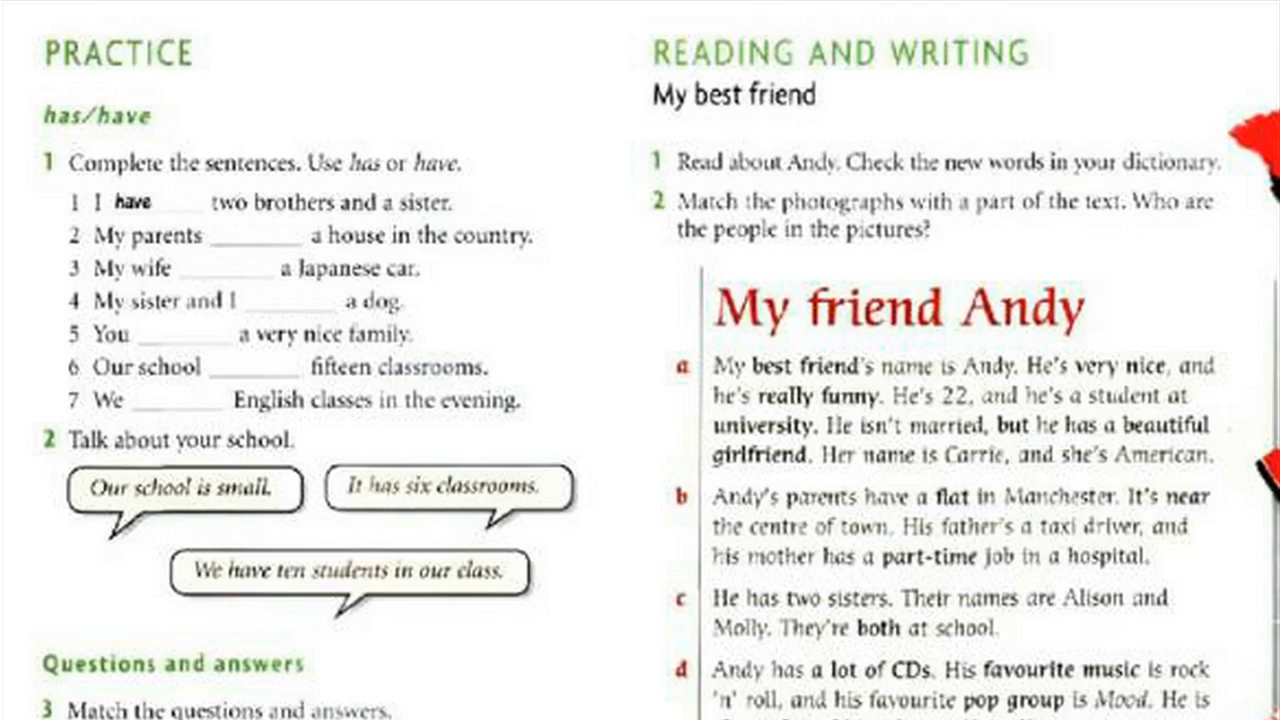 PRACTICE
has/have
1 Complete the sentences. Use has or have.
1 I have ______ two brothers and a sister.
2 My parents ______ a house in the country.
3 My wife ______ a Japanese car.
4 My sister and I ______ a dog.
5 You ______ a very nice family.
6 Our school ______ fifteen classrooms.
7 We ______ English classes in the evening.
2 Talk about your school.
Our school is small.
It has six classrooms.
We have ten students in our class.
Questions and answers
3 Match the questions and answers.
READING AND WRITING
My best friend
1 Read about Andy. Check the new words in your dictionary.
2 Match the photographs with a part of the text. Who are
the people in the pictures?
My friend Andy
a My best friend's name is Andy. He's very nice, and
he's really funny. He's 22, and he's a student at
university. He isn't married, but he has a beautiful
girlfriend. Her name is Carrie, and she's American.
b Andy's parents have a flat in Manchester. It's near
the centre of town. His father's a taxi driver, and
his mother has a part-time job in a hospital.
c He has two sisters. Their names are Alison and
Molly. They're both at school.
d Andy has a lot of CDs. His favourite music is rock
'n' roll, and his favourite pop group is Mood. He is